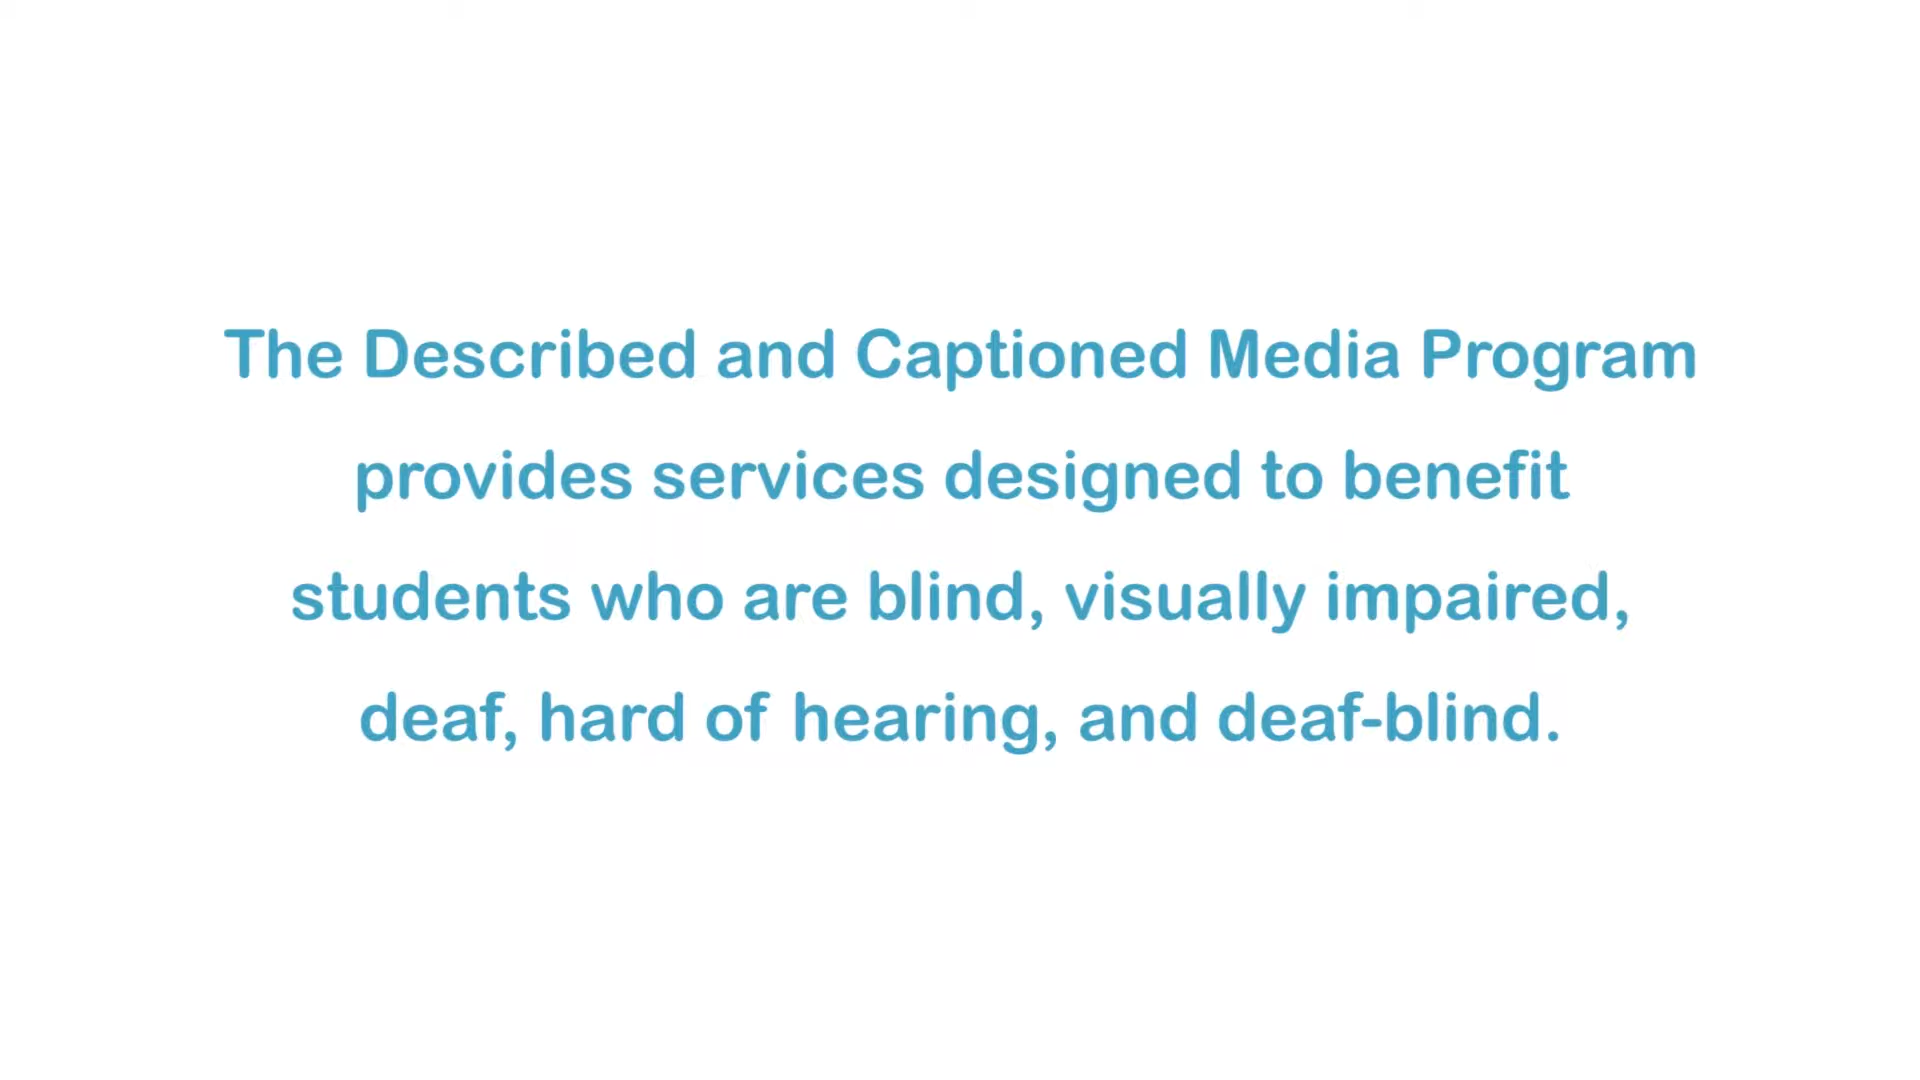 The Described and Captioned Media Program
provides services designed to benefit
students who are blind, visually impaired,
deaf, hard of hearing, and deaf-blind.